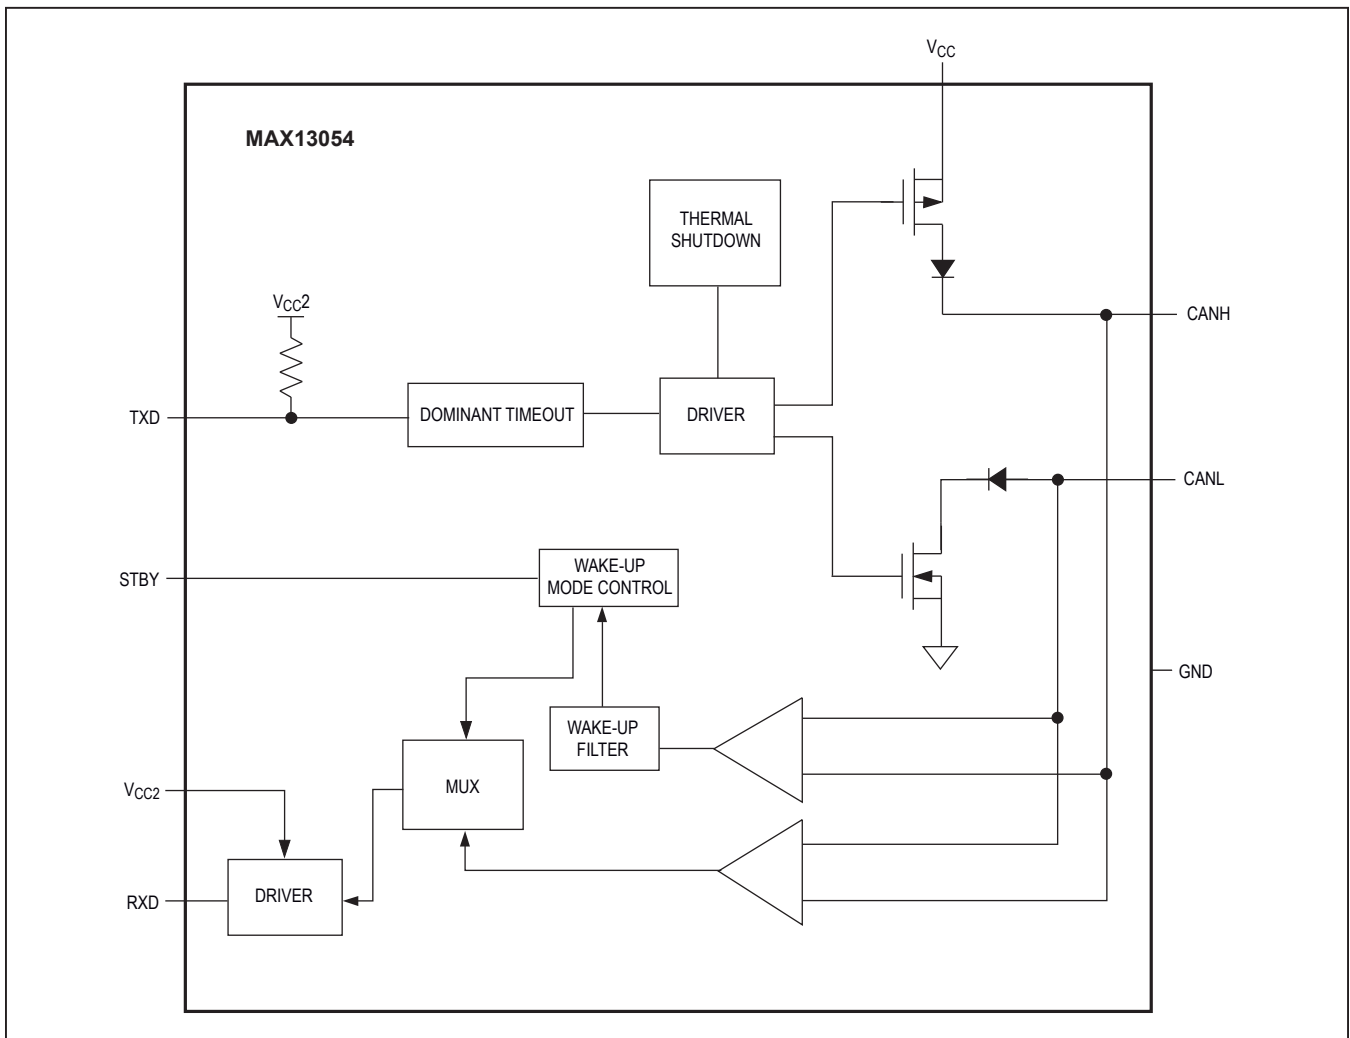 VCC
MAX13054
THERMAL
SHUTDOWN
VCC2
CANH
TXD
DOMINANT TIMEOUT
DRIVER
CANL
STBY
WAKE-UP
MODE CONTROL
GND
WAKE-UP
FILTER
MUX
VCC2
RXD
DRIVER